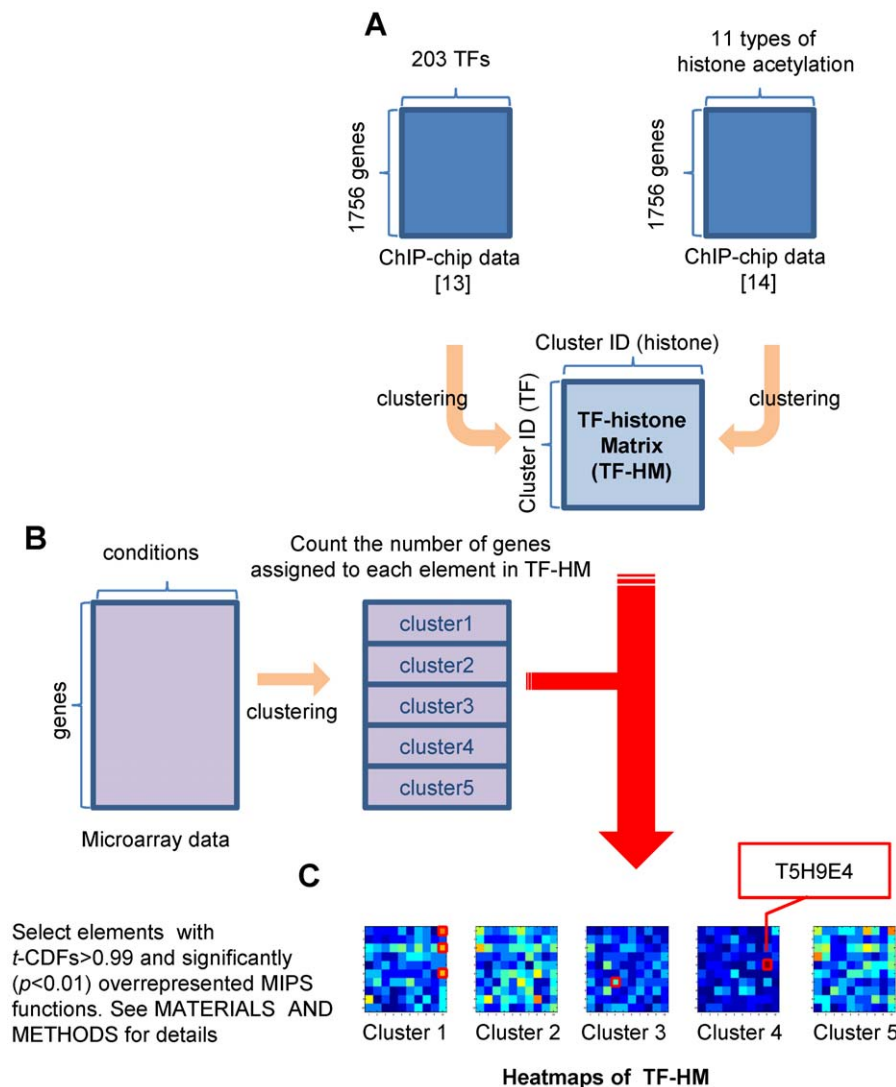 A
203 TFs
11 types of
histone acetylation
1756 genes
1756 genes
ChIP-chip data
[13]
ChIP-chip data
[14]
Cluster ID (histone)
clustering
Cluster ID (TF)
TF-histone
Matrix
(TF-HM)
clustering
B
conditions
Count the number of genes
assigned to each element in TF-HM
genes
clustering
cluster1
cluster2
cluster3
cluster4
cluster5
Microarray data
C
T5H9E4
Select elements with
t-CDFs>0.99 and significantly
(p<0.01) overrepresented MIPS
functions. See MATERIALS AND
METHODS for details
Cluster 1
Cluster 2
Cluster 3
Cluster 4
Cluster 5
Heatmaps of TF-HM